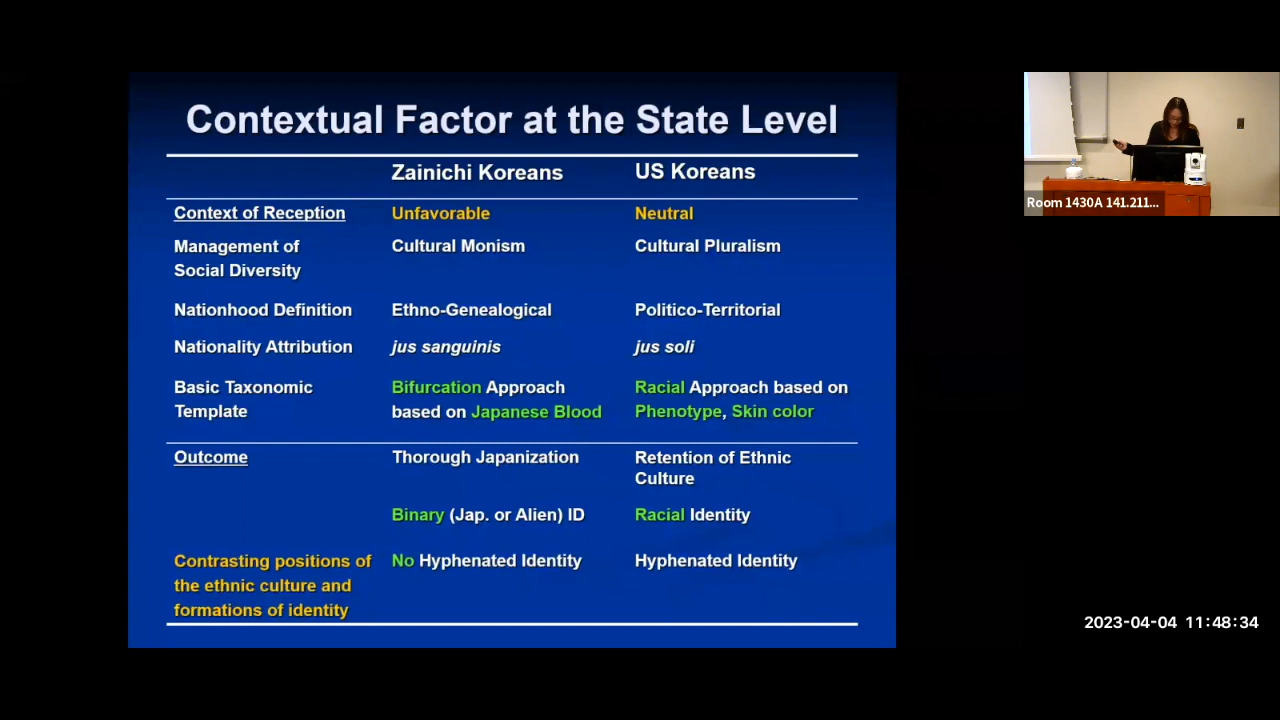 Contextual Factor at the State Level
Zainichi Koreans US Koreans
Context of Reception Unfavorable Neutral
Management of Cultural Monism Cultural Pluralism
Social Diversity
Nationhood Definition Ethno-Genealogical Politico-Territorial
Nationality Attribution jus sanguinis jus soli
Basic Taxonomic Bifurcation Approach Racial Approach based on
Template based on Japanese Blood Phenotype, Skin color
Outcome Thorough Japanization Retention of Ethnic
Culture
Binary (Jap. or Alien) ID Racial Identity
Contrasting positions of No Hyphenated Identity Hyphenated Identity
the ethnic culture and
formations of identity
Room 1430A 141.211...
2023-04-04 11:48:34